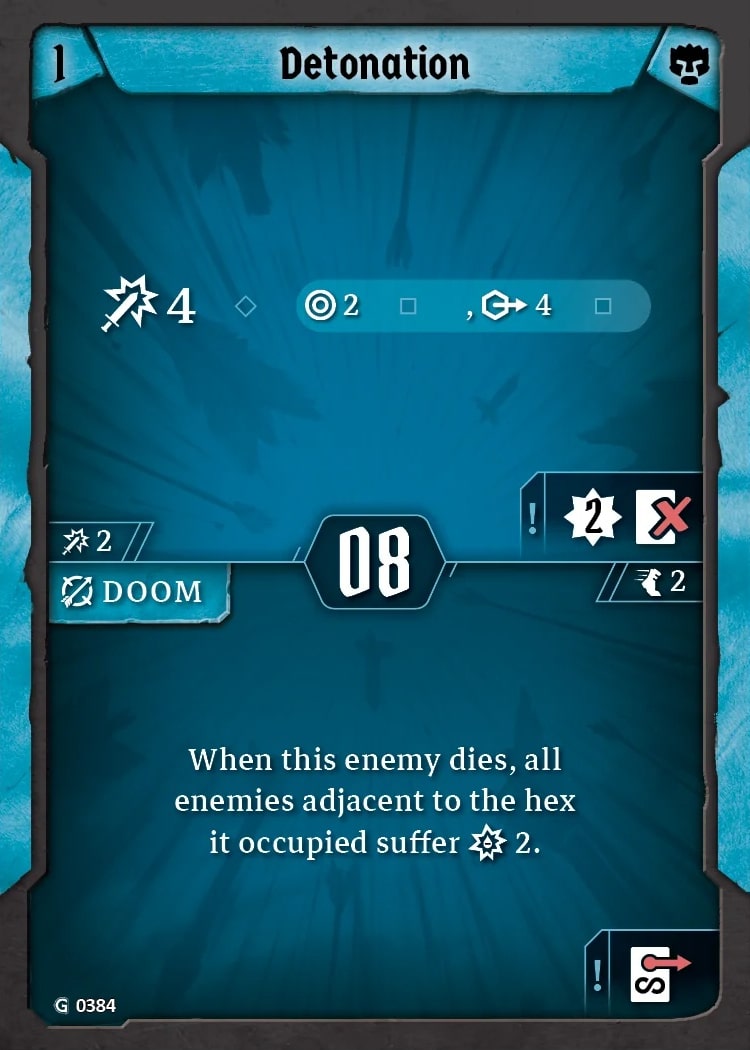 1
Detonation
4
2
, 4
2
2
08
DOOM
2
When this enemy dies, all
enemies adjacent to the hex
it occupied suffer 2.
G 0384